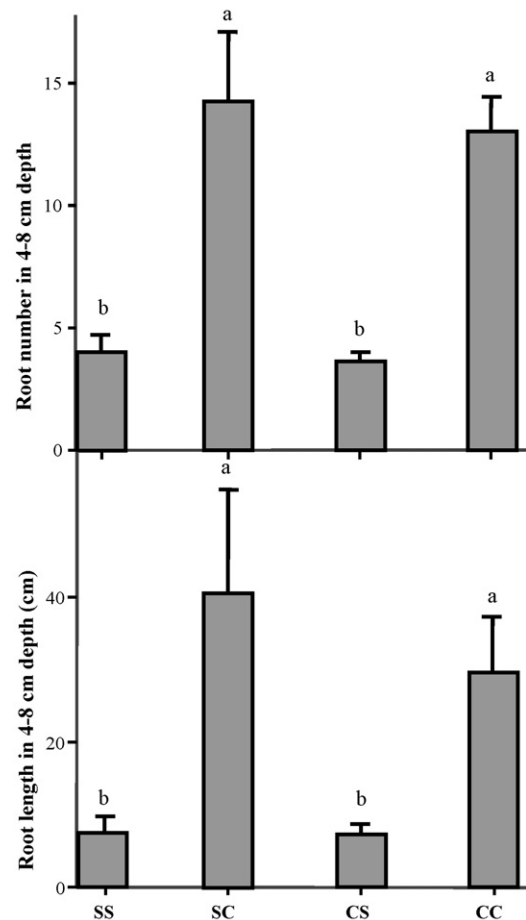 Root number in 4-8 cm depth
15
10
5
0
b
a
b
a
Root length in 4-8 cm depth (cm)
40
20
0
b
a
b
a
SS SC CS CC